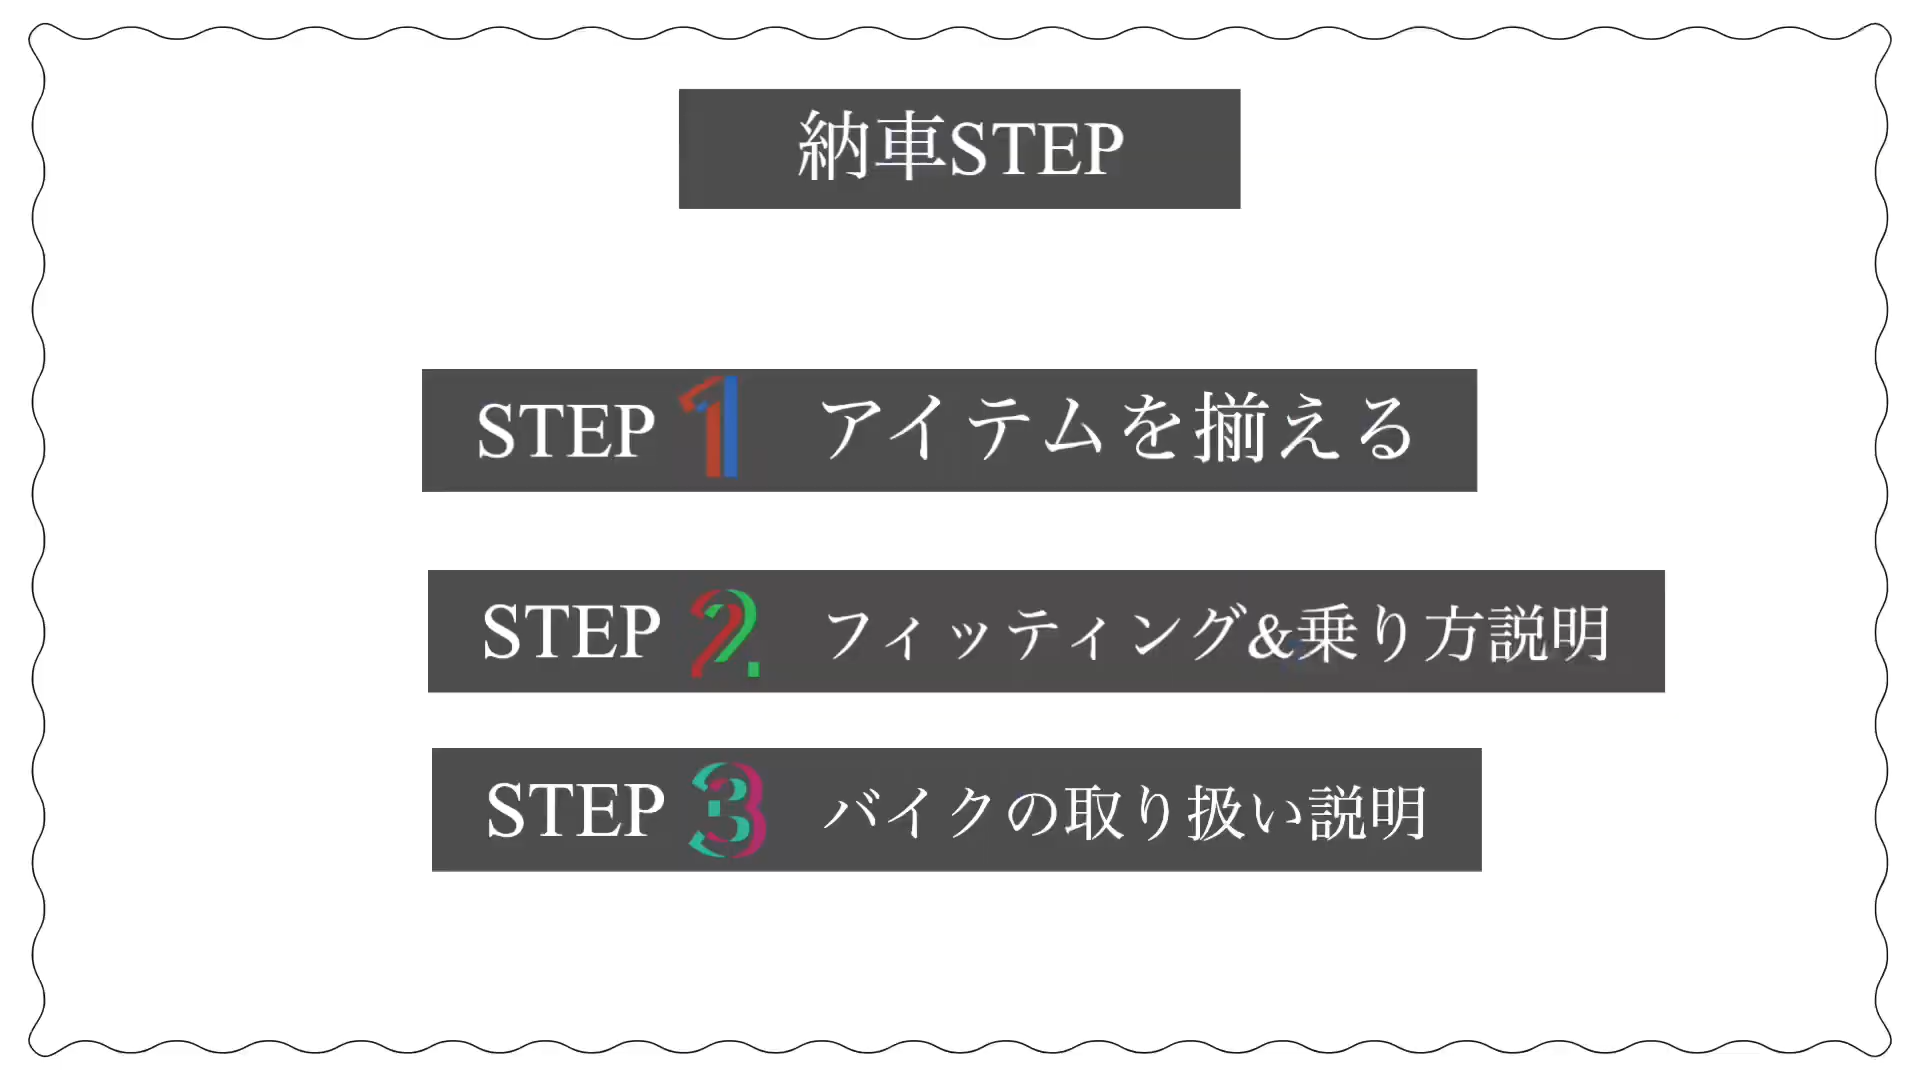 納車STEP
STEP 1 アイテムを揃える
STEP 2 フィッティング&乗り方説明
STEP 3 バイクの取り扱い説明